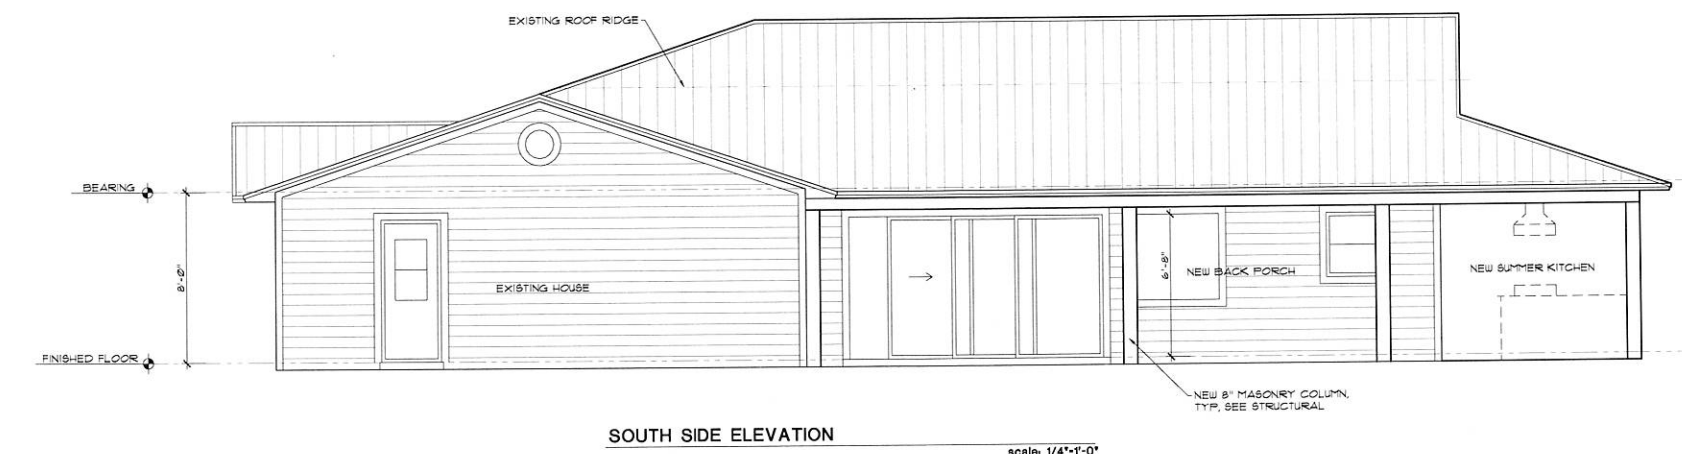 EXISTING ROOF RIDGE
BEARING
8'-0"
EXISTING HOUSE
6'-8"
NEW BACK PORCH
NEW SUMMER KITCHEN
FINISHED FLOOR
NEW 8" MASONRY COLUMN,
TYP, SEE STRUCTURAL
SOUTH SIDE ELEVATION
scale: 1/4"-1'-0"